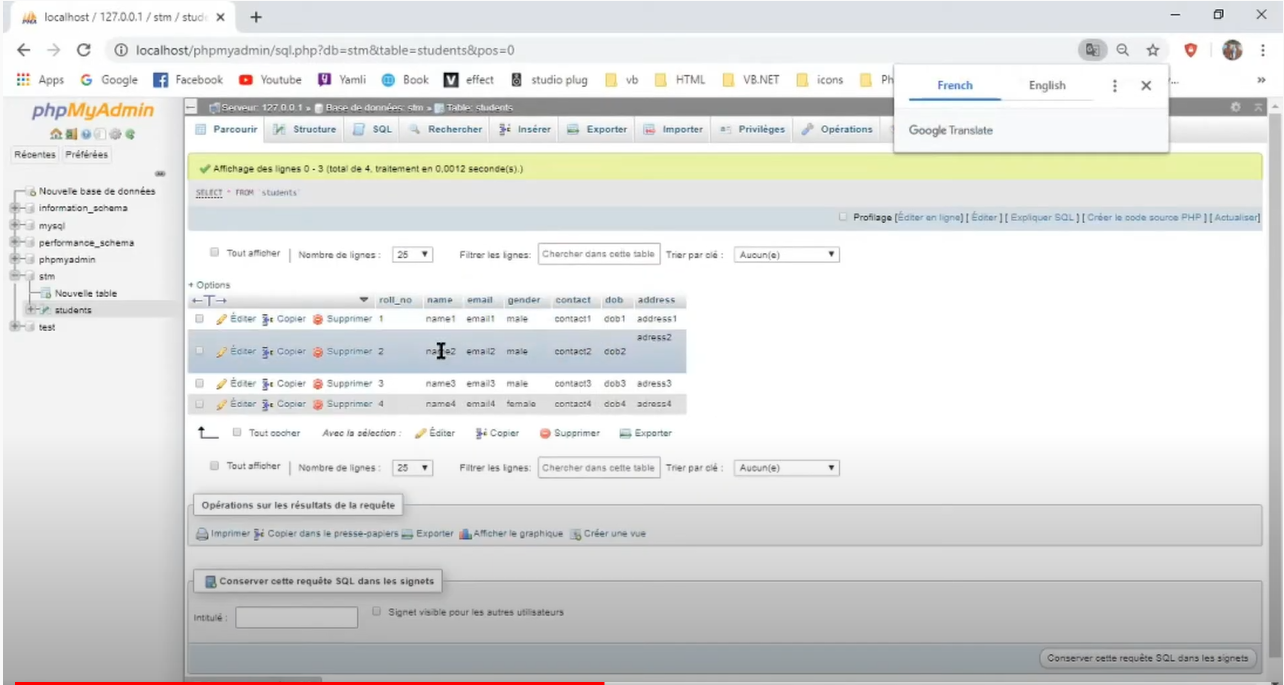 localhost / 127.0.0.1 / stm / stude
localhost/phpmyadmin/sql.php?db=stm&table=students&pos=0
Apps Google Facebook Youtube Yamli Book effect studio plug vb HTML VB.NET icons Ph
French English
Google Translate
phpMyAdmin
Serveur: 127.0.0.1 » Base de données: stm » Table: students
Parcourir Structure SQL Rechercher Insérer Exporter Importer Privilèges Opérations
Récentes Préférées
Nouvelle base de données
information_schema
mysql
performance_schema
phpmyadmin
stm
Nouvelle table
students
test
Affichage des lignes 0 - 3 (total de 4, traitement en 0,0012 seconde(s).)
SELECT * FROM `students`
Profilage [Éditer en ligne] [ Éditer ] [ Expliquer SQL ] [ Créer le code source PHP ] [ Actualiser]
Tout afficher Nombre de lignes : 25 Filtrer les lignes: Chercher dans cette table Trier par clé : Aucun(e)
+ Options
←T→ roll_no name email gender contact dob address
Éditer Copier Supprimer 1 name1 email1 male contact1 dob1 address1
Éditer Copier Supprimer 2 name2 email2 male contact2 dob2 adress2
Éditer Copier Supprimer 3 name3 email3 male contact3 dob3 adress3
Éditer Copier Supprimer 4 name4 email4 female contact4 dob4 adress4
Tout cocher Avec la sélection : Éditer Copier Supprimer Exporter
Tout afficher Nombre de lignes : 25 Filtrer les lignes: Chercher dans cette table Trier par clé : Aucun(e)
Opérations sur les résultats de la requête
Imprimer Copier dans le presse-papiers Exporter Afficher le graphique Créer une vue
Conserver cette requête SQL dans les signets
Intitulé : Signet visible pour les autres utilisateurs
Conserver cette requête SQL dans les signets